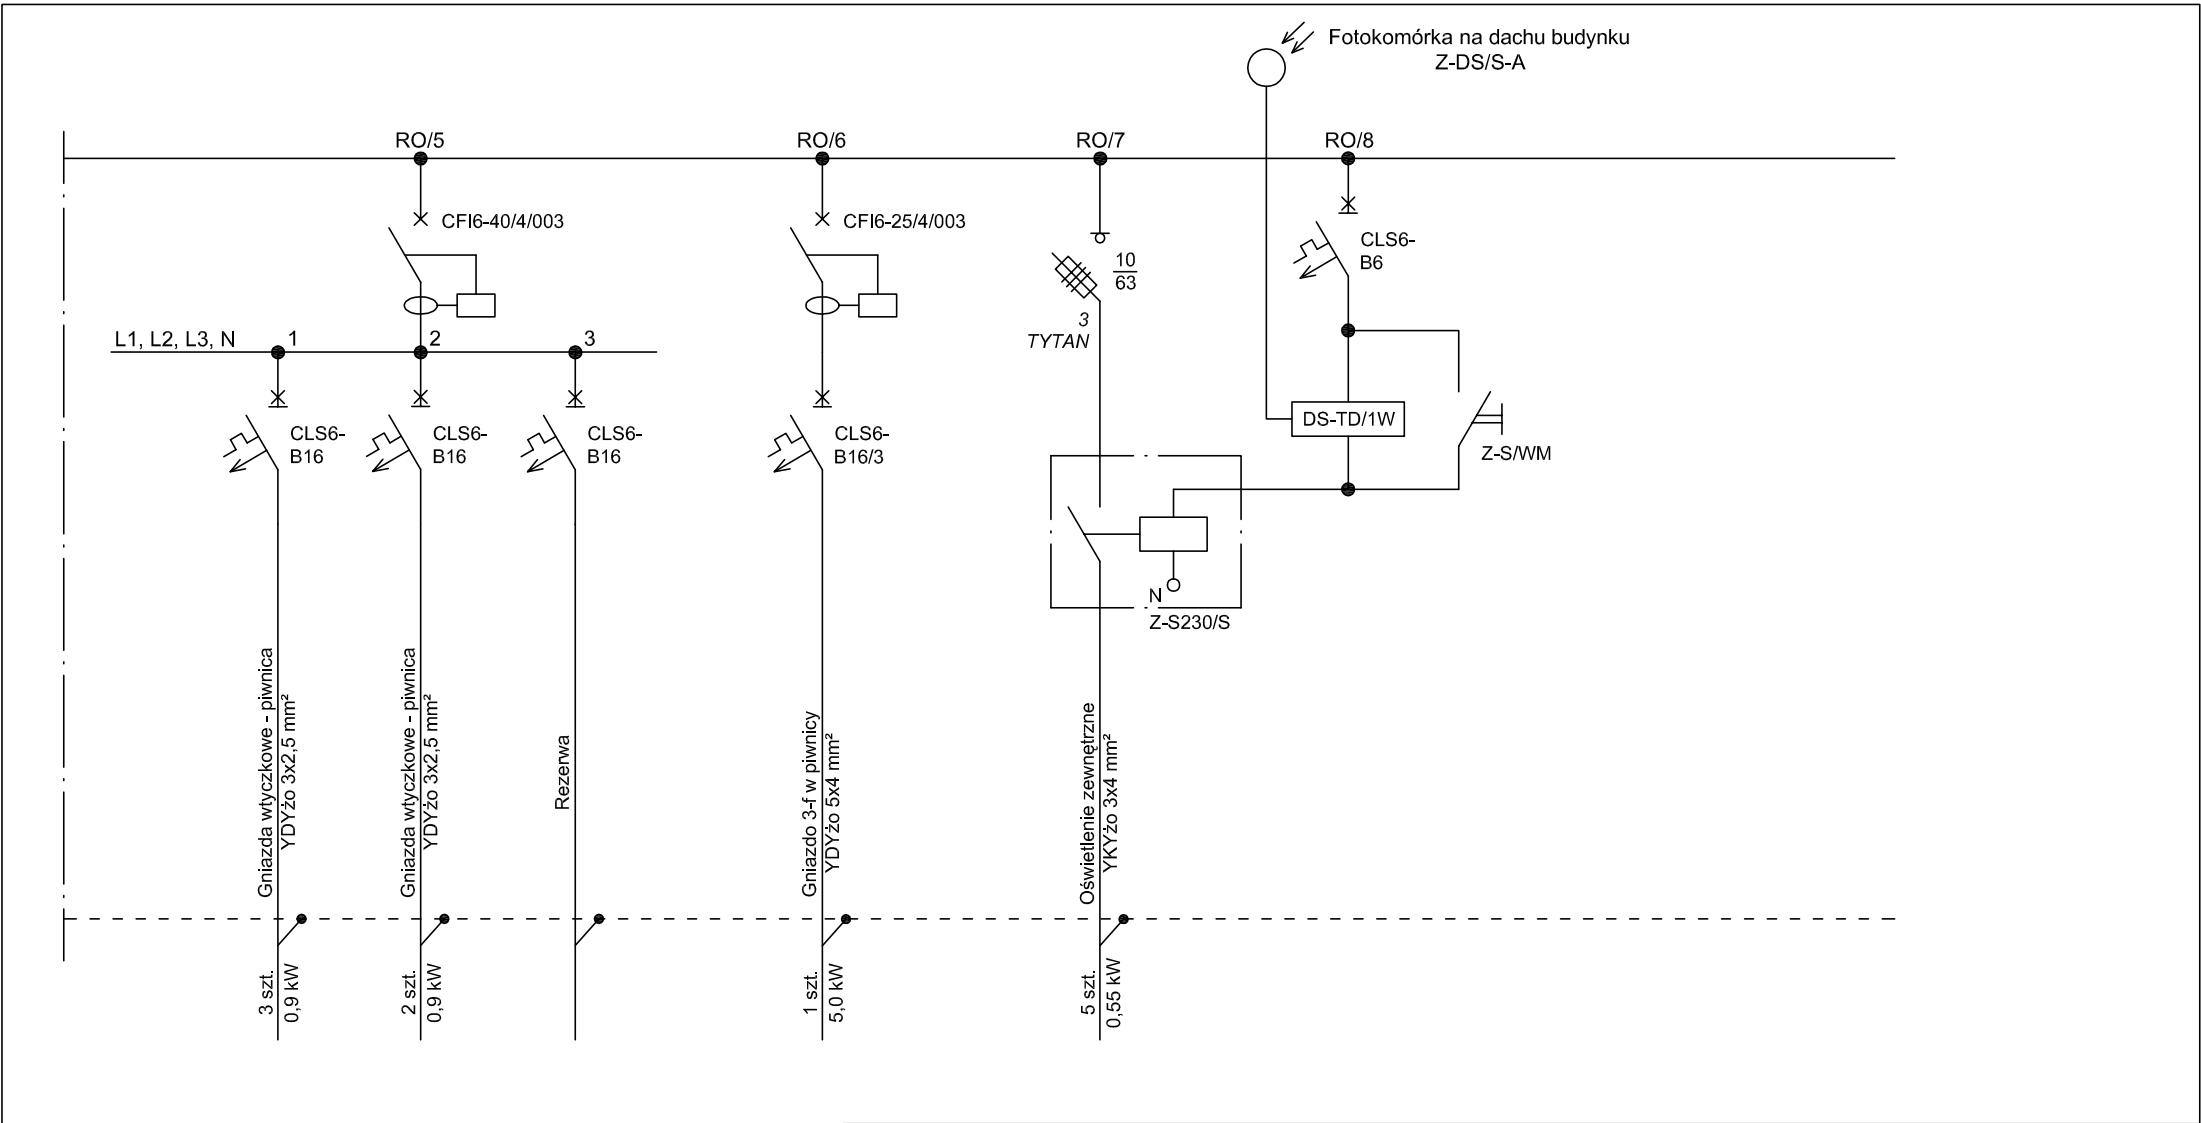 Fotokomórka na dachu budynku
Z-DS/S-A
RO/5
RO/6
RO/7
RO/8
CFI6-40/4/003
CFI6-25/4/003
10
63
3
TYTAN
CLS6-
B6
L1, L2, L3, N
1
2
3
CLS6-
B16
CLS6-
B16
CLS6-
B16
CLS6-
B16/3
DS-TD/1W
Z-S/WM
N
Z-S230/S
Gniazda wtyczkowe - piwnica
YDYżo 3x2,5 mm²
Gniazda wtyczkowe - piwnica
YDYżo 3x2,5 mm²
Rezerwa
Gniazdo 3-f w piwnicy
YDYżo 5x4 mm²
Oświetlenie zewnętrzne
YKYżo 3x4 mm²
3 szt.
0,9 kW
2 szt.
0,9 kW
1 szt.
5,0 kW
5 szt.
0,55 kW